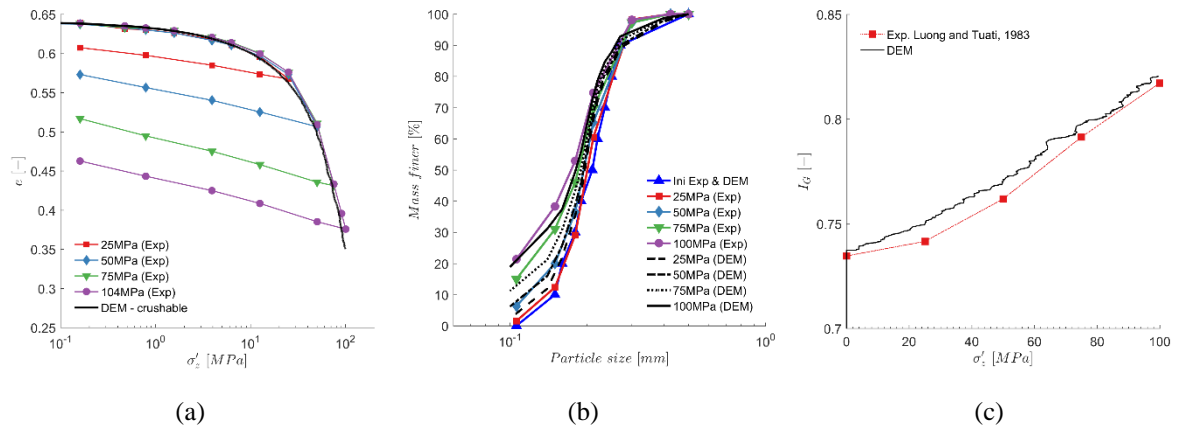 0.65
0.6
0.55
0.5
0.45
0.4
0.35
0.3
0.25
e [−]
25MPa (Exp)
50MPa (Exp)
75MPa (Exp)
104MPa (Exp)
DEM - crushable
10⁻¹ 10⁰ 10¹ 10²
σ′z [MPa]
(a)
100
90
80
70
60
50
40
30
20
10
0
Mass finer [%]
Ini Exp & DEM
25MPa (Exp)
50MPa (Exp)
75MPa (Exp)
100MPa (Exp)
25MPa (DEM)
50MPa (DEM)
75MPa (DEM)
100MPa (DEM)
10⁻¹ 10⁰
Particle size [mm]
(b)
0.85
0.8
0.75
0.7
I_G [−]
Exp. Luong and Tuati, 1983
DEM
0 20 40 60 80 100
σ′z [MPa]
(c)